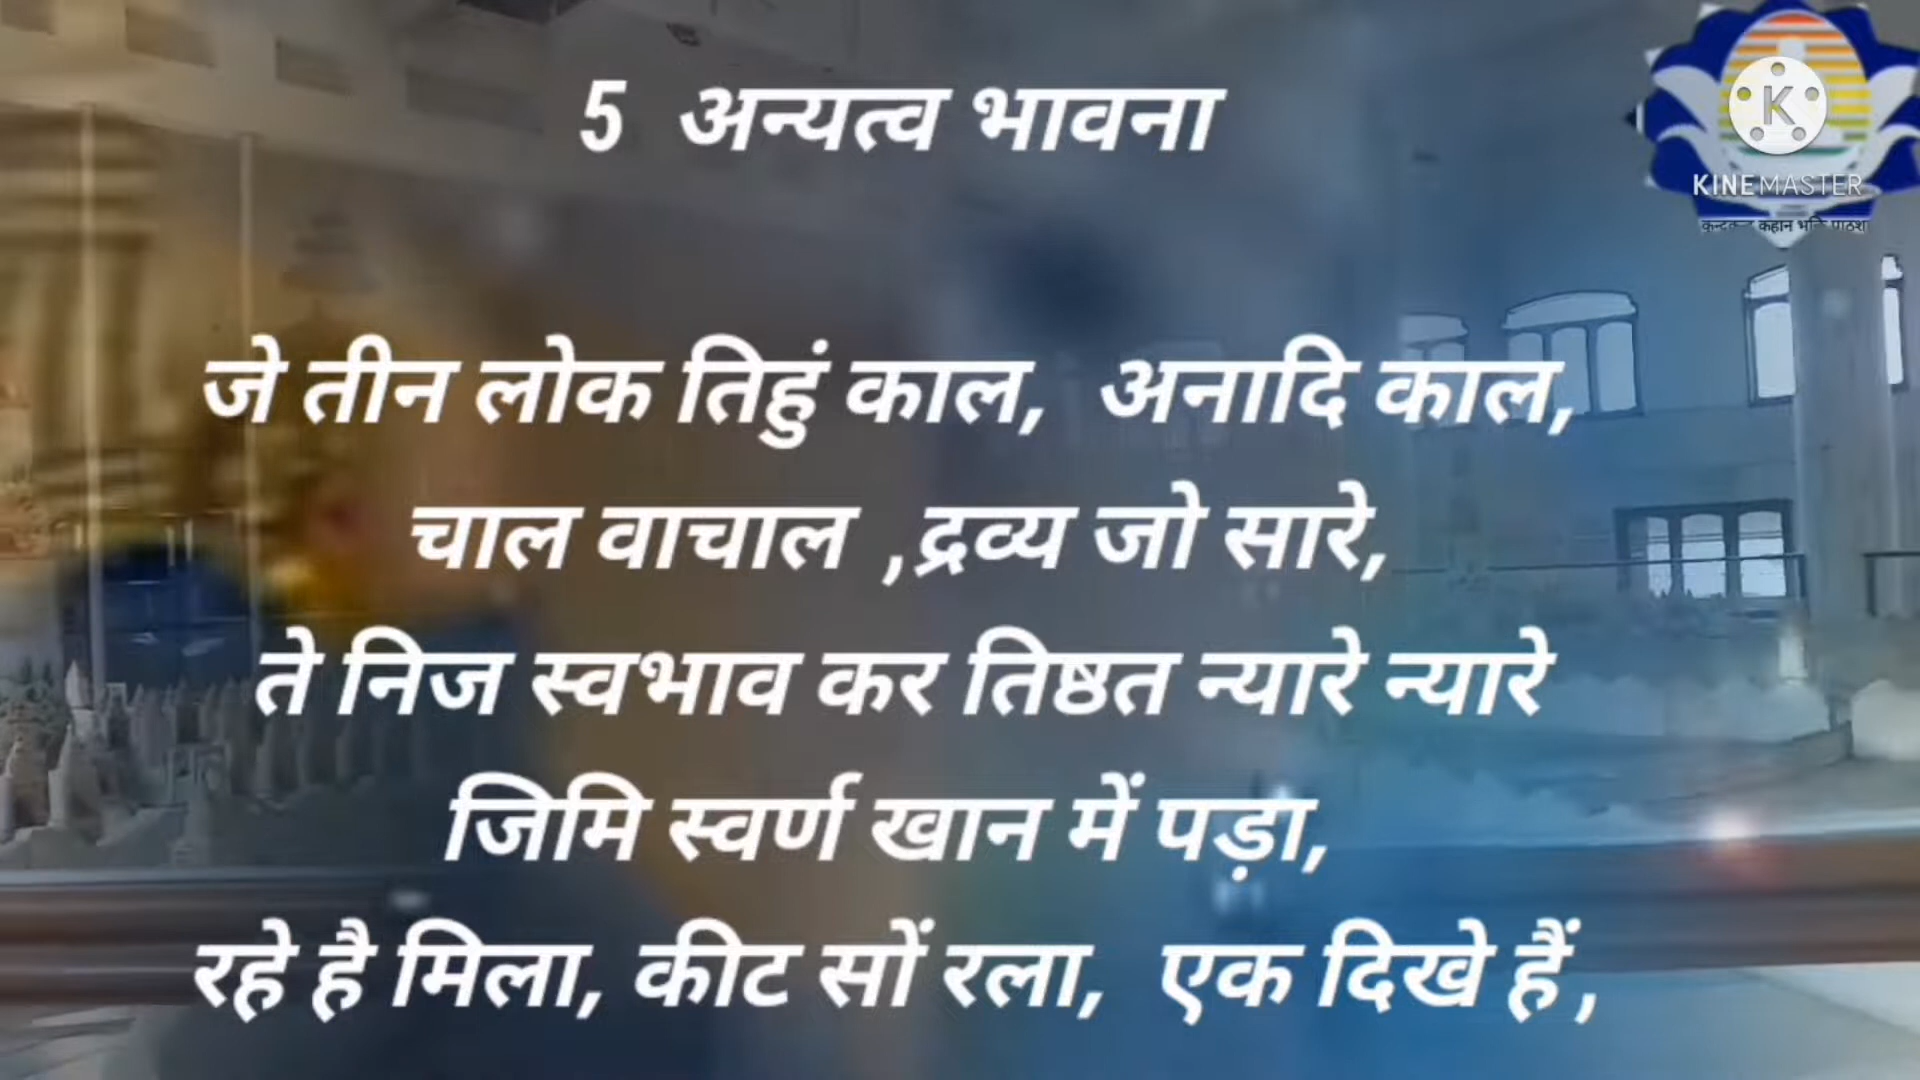 5 अन्यत्व भावना
K
KINEMASTER
जे तीन लोक तिहुं काल, अनादि काल,
चाल वाचाल ,द्रव्य जो सारे,
ते निज स्वभाव कर तिष्ठत न्यारे न्यारे
जिमि स्वर्ण खान में पड़ा,
रहे है मिला, कीट सों रला, एक दिखे हैं,